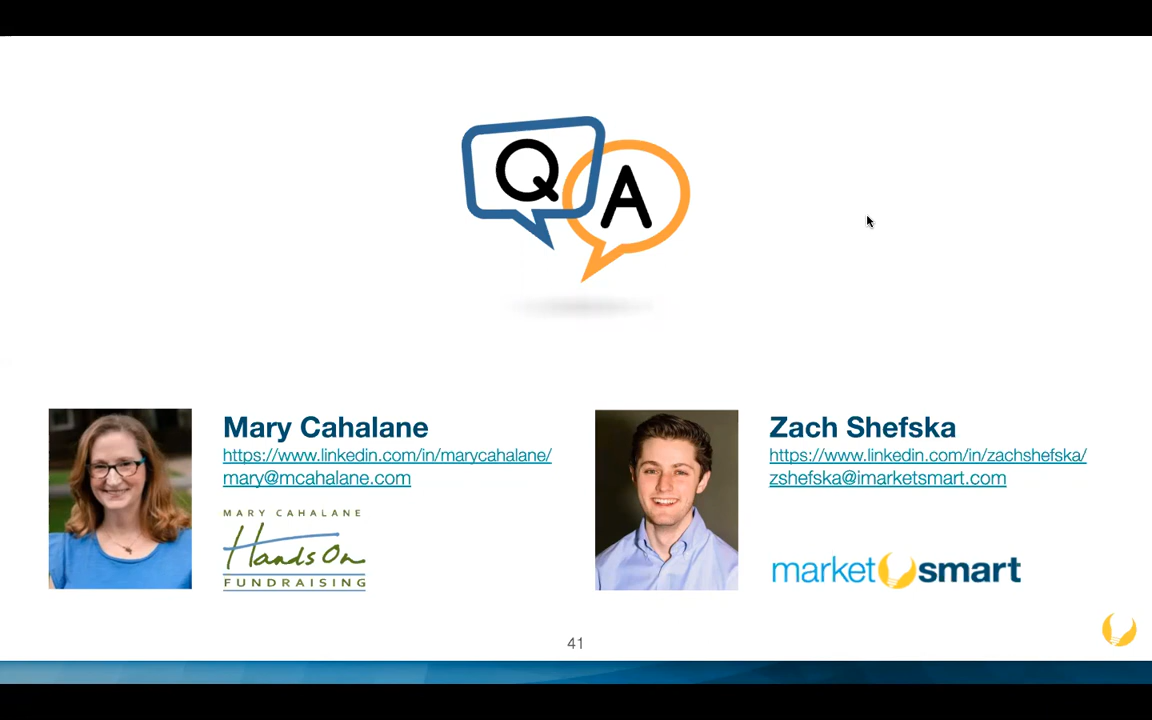 Q A
Mary Cahalane
https://www.linkedin.com/in/marycahalane/
mary@mcahalane.com
MARY CAHALANE
Hands On
FUNDRAISING
Zach Shefska
https://www.linkedin.com/in/zachshefska/
zshefska@imarketsmart.com
market smart
41